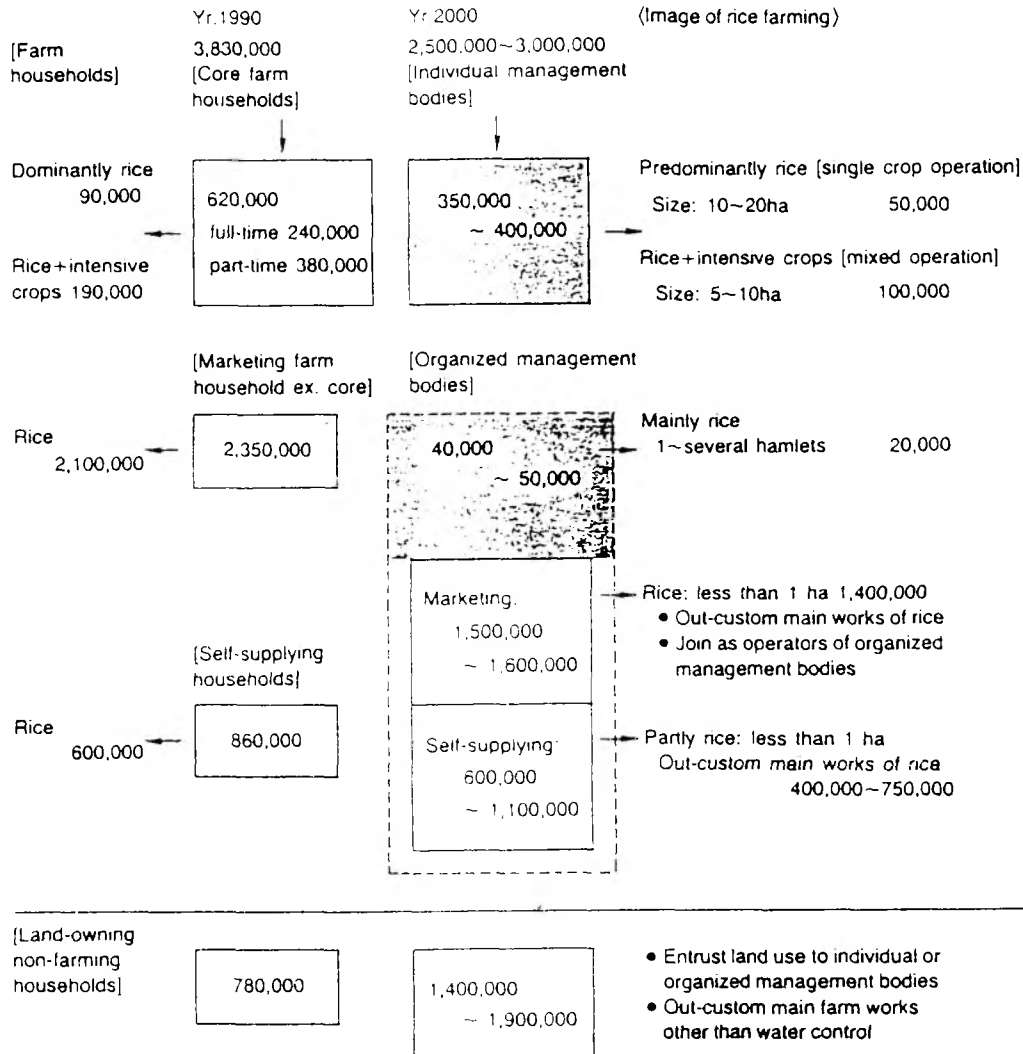 Yr.1990
Yr 2000
⟨Image of rice farming⟩
[Farm
households]
3,830,000
[Core farm
households]
2,500,000~3,000,000
[Individual management
bodies]
Dominantly rice
90,000
Rice+intensive
crops 190,000
620,000
full-time 240,000
part-time 380,000
350,000
~ 400,000
Predominantly rice [single crop operation]
Size: 10~20ha 50,000
Rice+intensive crops [mixed operation]
Size: 5~10ha 100,000
[Marketing farm
household ex. core]
[Organized management
bodies]
Rice
2,100,000
2,350,000
40,000
~ 50,000
Mainly rice
1~several hamlets 20,000
Marketing:
1,500,000
~ 1,600,000
Rice: less than 1 ha 1,400,000
• Out-custom main works of rice
• Join as operators of organized
management bodies
[Self-supplying
households]
Rice
600,000
860,000
Self-supplying:
600,000
~ 1,100,000
Partly rice: less than 1 ha
Out-custom main works of rice
400,000~750,000
[Land-owning
non-farming
households]
780,000
1,400,000
~ 1,900,000
• Entrust land use to individual or
organized management bodies
• Out-custom main farm works
other than water control